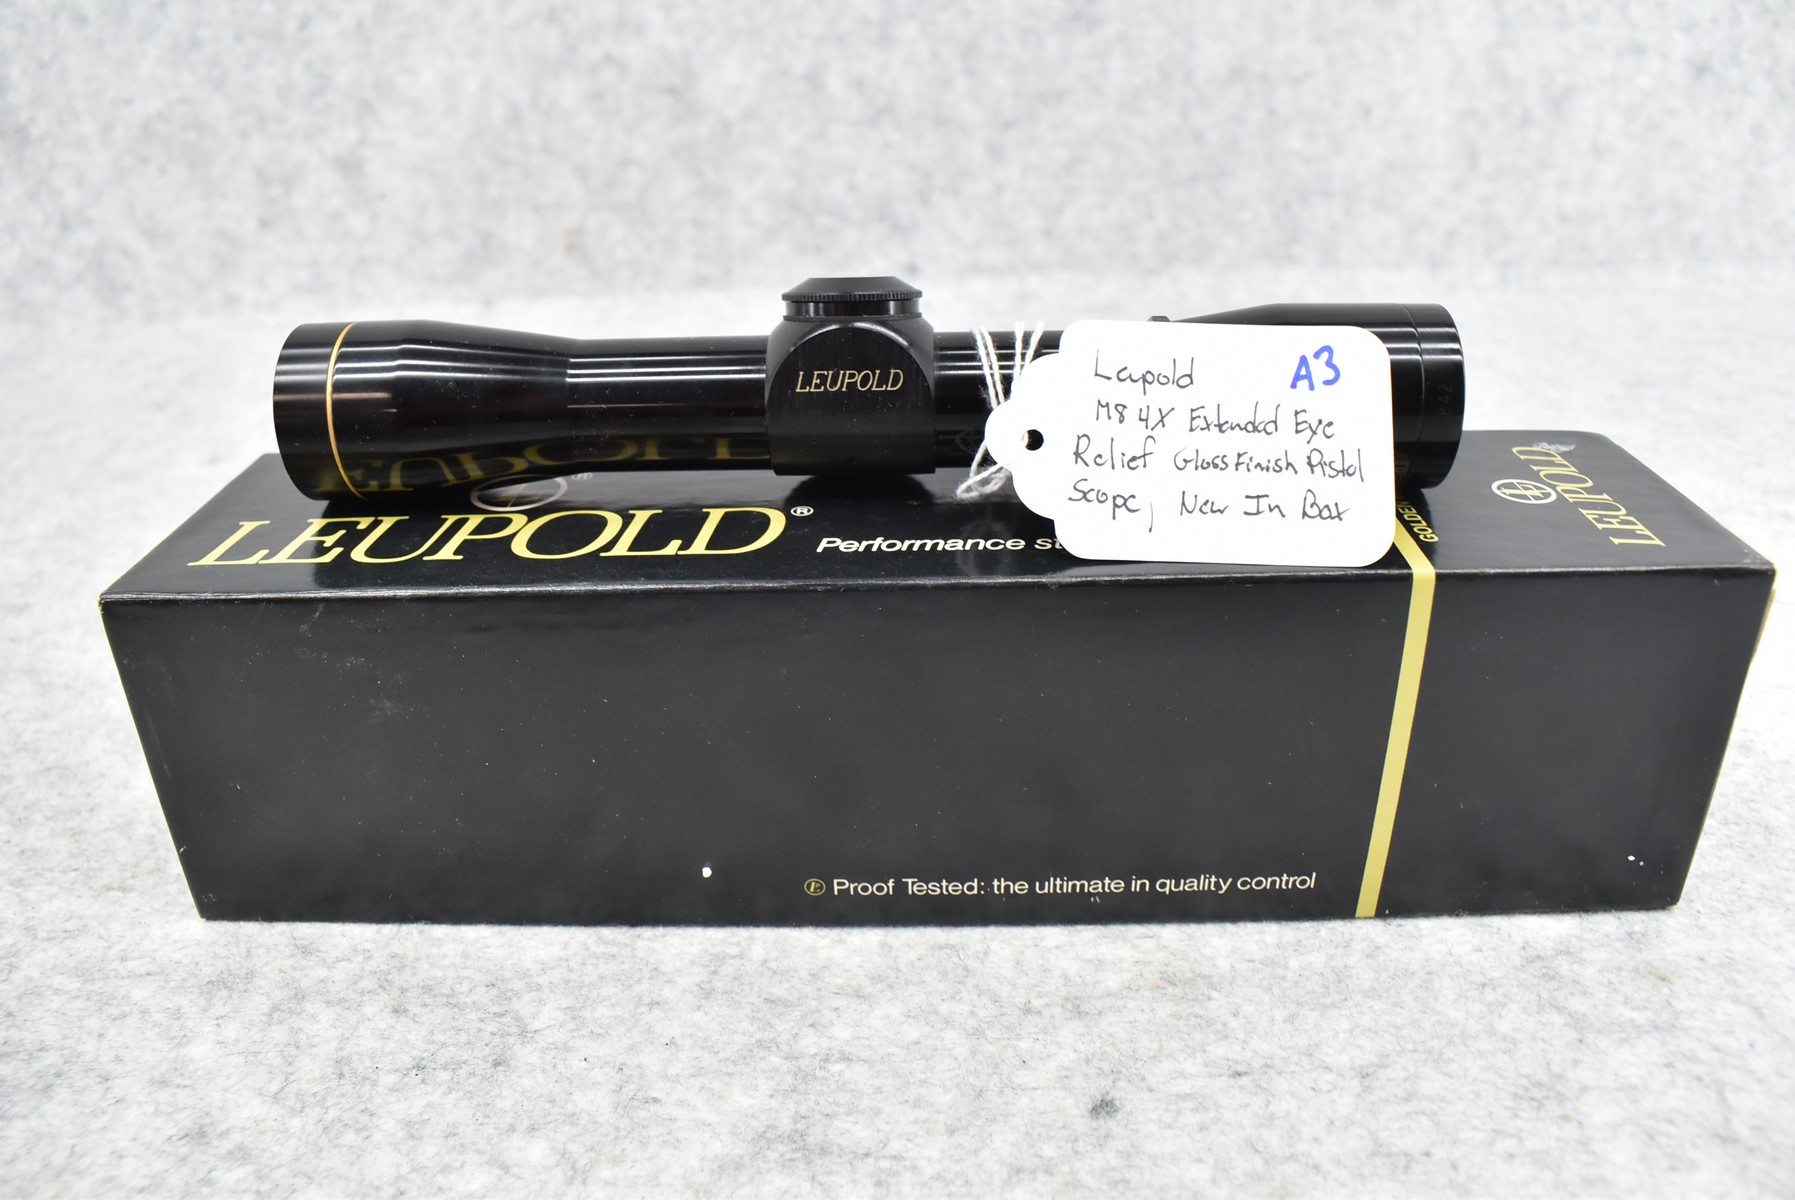 LEUPOLD
Leupold A3
M8 4X Extended Eye
Relief Gloss Finish Pistol
Scope, New In Box
842
LEUPOLD®
Performance
GOLDEN
LEUPOLD
Proof Tested: the ultimate in quality control